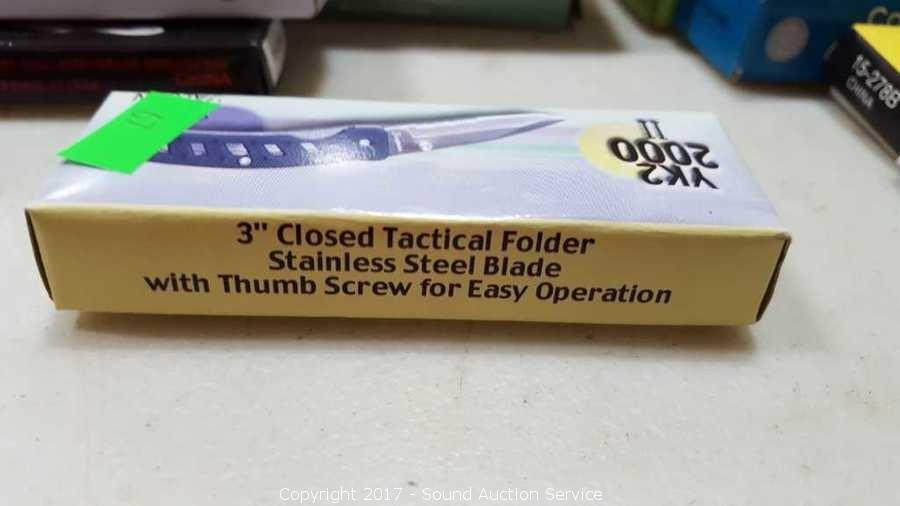 YK2
2000
II
3" Closed Tactical Folder
Stainless Steel Blade
with Thumb Screw for Easy Operation
15-278B
CHINA
Copyright 2017 - Sound Auction Service